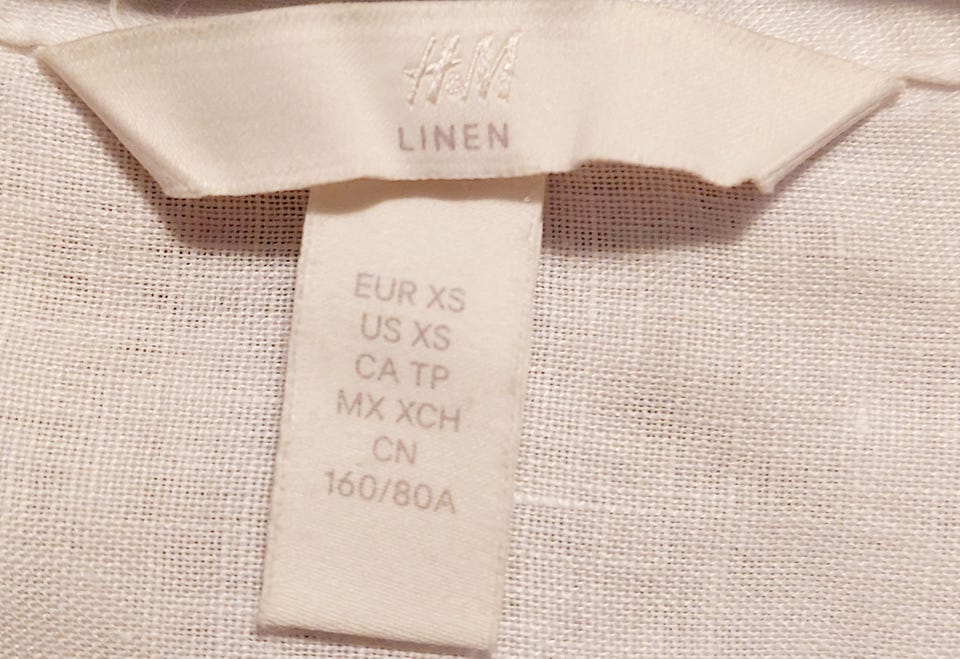 H&M
LINEN
EUR XS
US XS
CA TP
MX XCH
CN
160/80A